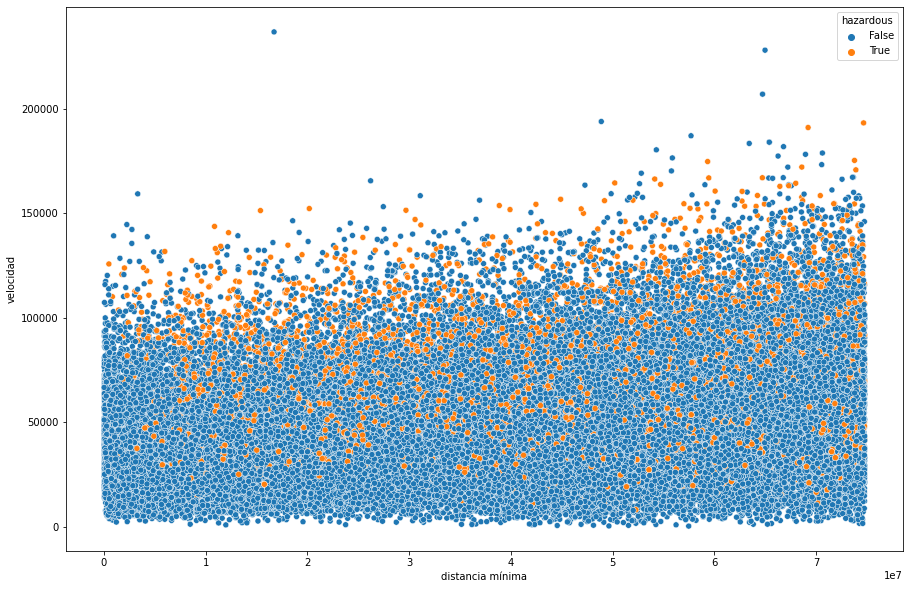 hazardous
False
True
velocidad
200000
150000
100000
50000
0
0 1 2 3 4 5 6 7
1e7
distancia mínima